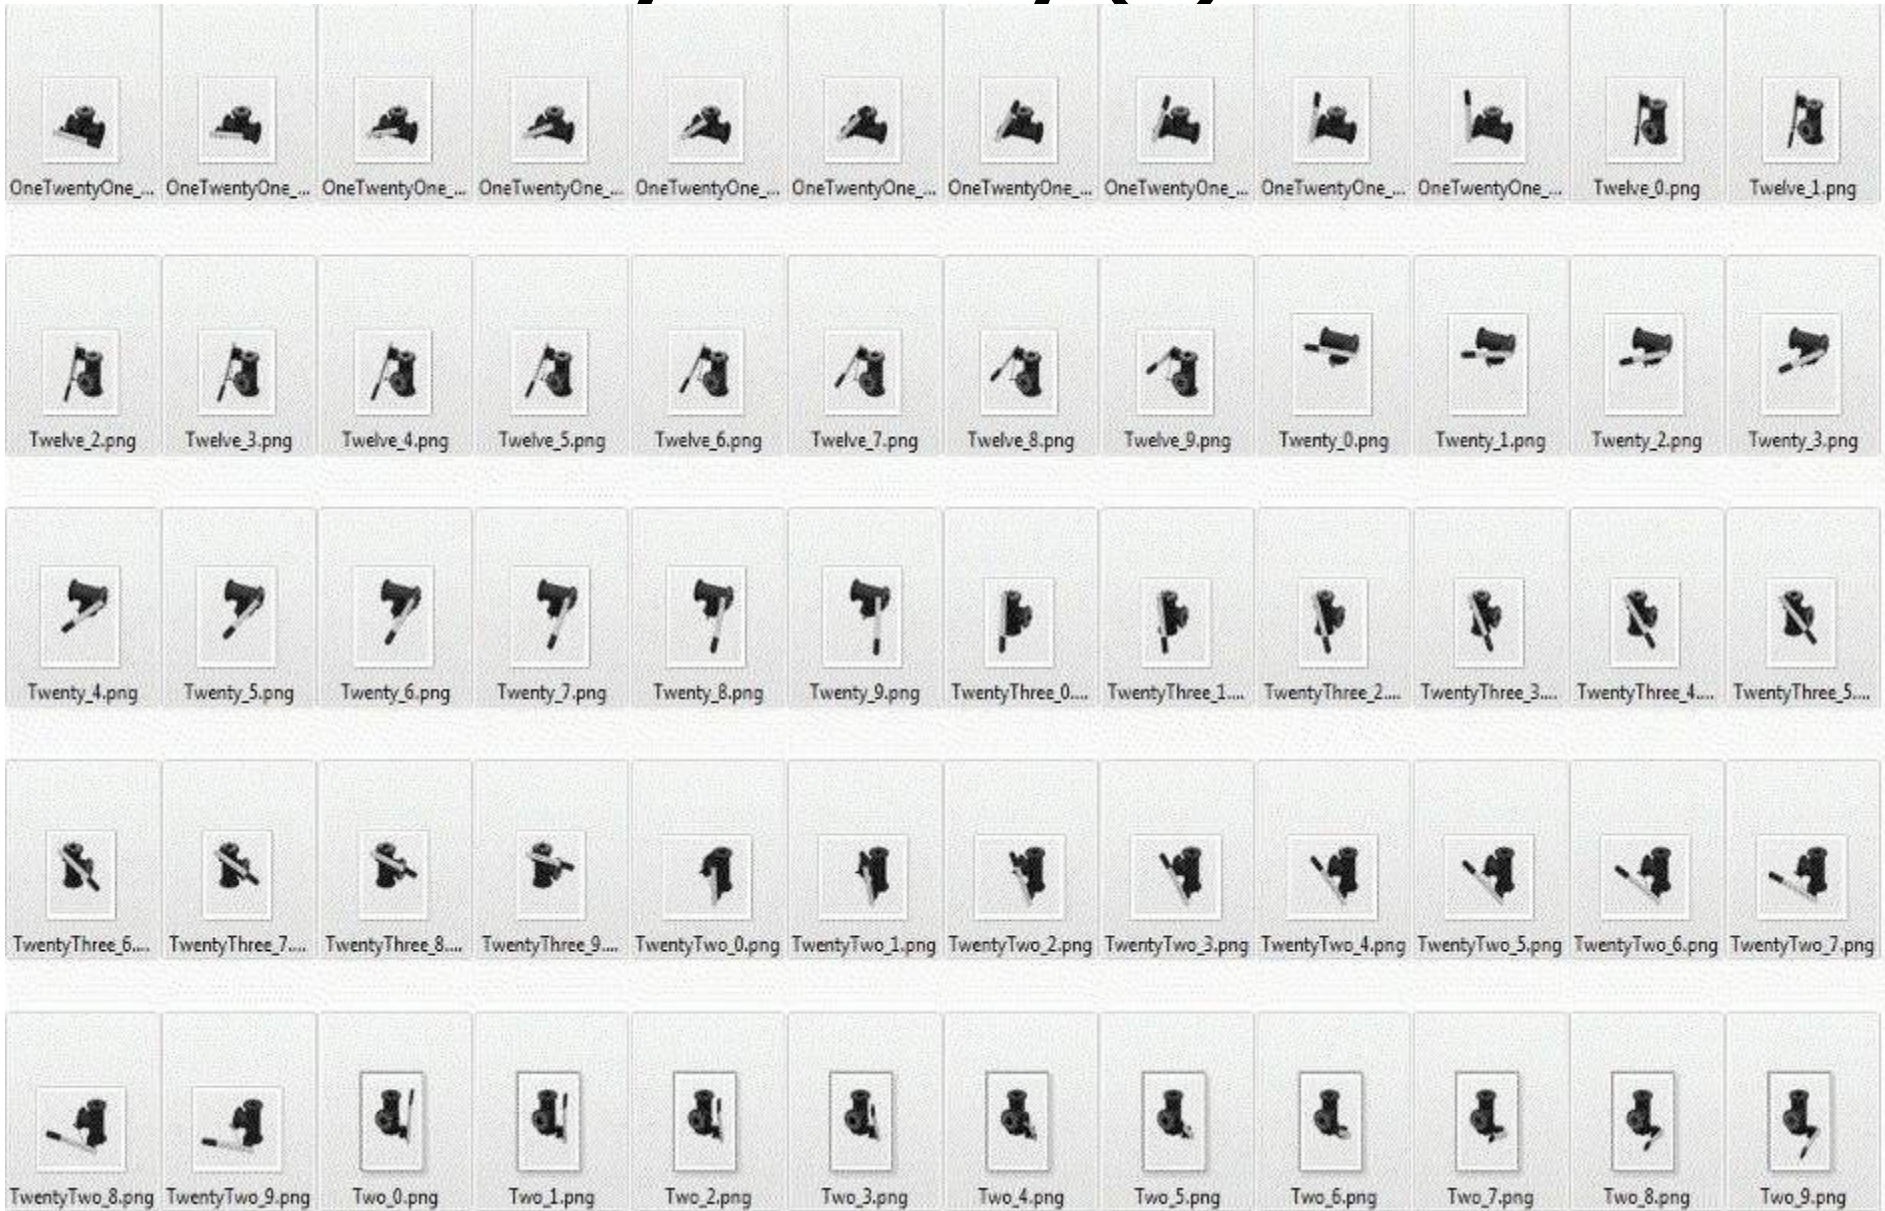 OneTwentyOne_... OneTwentyOne_... OneTwentyOne_... OneTwentyOne_... OneTwentyOne_... OneTwentyOne_... OneTwentyOne_... OneTwentyOne_... OneTwentyOne_... OneTwentyOne_... Twelve_0.png Twelve_1.png
Twelve_2.png Twelve_3.png Twelve_4.png Twelve_5.png Twelve_6.png Twelve_7.png Twelve_8.png Twelve_9.png Twenty_0.png Twenty_1.png Twenty_2.png Twenty_3.png
Twenty_4.png Twenty_5.png Twenty_6.png Twenty_7.png Twenty_8.png Twenty_9.png TwentyThree_0.... TwentyThree_1.... TwentyThree_2.... TwentyThree_3.... TwentyThree_4.... TwentyThree_5....
TwentyThree_6.... TwentyThree_7.... TwentyThree_8.... TwentyThree_9.... TwentyTwo_0.png TwentyTwo_1.png TwentyTwo_2.png TwentyTwo_3.png TwentyTwo_4.png TwentyTwo_5.png TwentyTwo_6.png TwentyTwo_7.png
TwentyTwo_8.png TwentyTwo_9.png Two_0.png Two_1.png Two_2.png Two_3.png Two_4.png Two_5.png Two_6.png Two_7.png Two_8.png Two_9.png